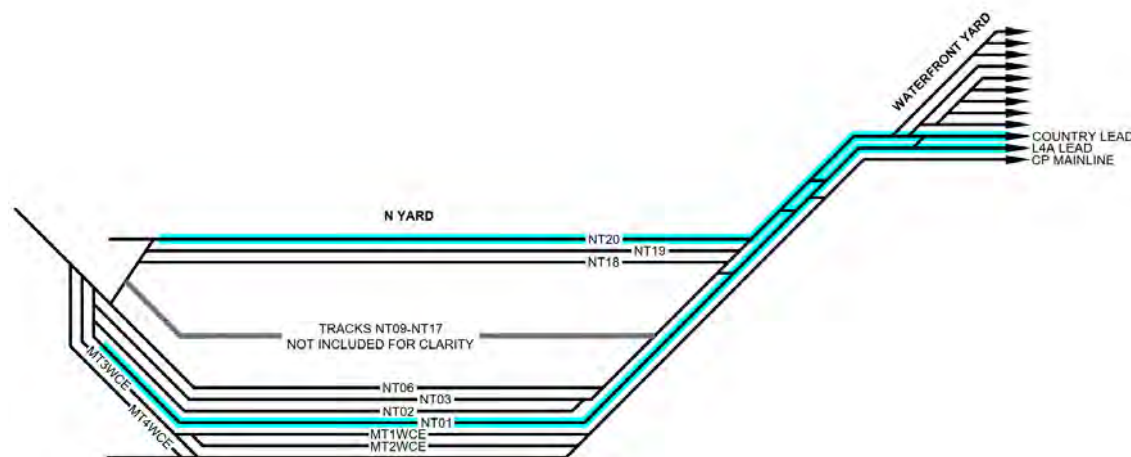 WATERFRONT YARD
COUNTRY LEAD
L4A LEAD
CP MAINLINE
N YARD
NT20
NT19
NT18
TRACKS NT09-NT17
NOT INCLUDED FOR CLARITY
MT3WCE
NT06
NT03
NT02
NT01
MT4WCE
MT1WCE
MT2WCE